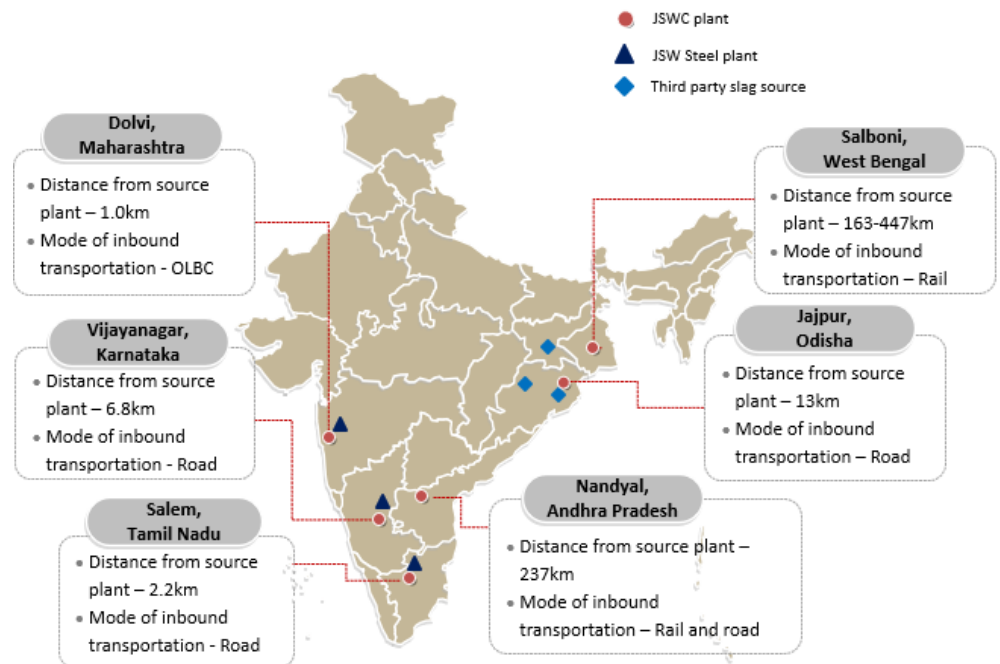 JSWC plant
JSW Steel plant
Third party slag source
Dolvi,
Maharashtra
• Distance from source
plant – 1.0km
• Mode of inbound
transportation - OLBC
Salboni,
West Bengal
• Distance from source
plant – 163-447km
• Mode of inbound
transportation – Rail
Vijayanagar,
Karnataka
• Distance from source
plant – 6.8km
• Mode of inbound
transportation - Road
Jajpur,
Odisha
• Distance from source
plant – 13km
• Mode of inbound
transportation – Road
Salem,
Tamil Nadu
• Distance from source
plant – 2.2km
• Mode of inbound
transportation - Road
Nandyal,
Andhra Pradesh
• Distance from source plant –
237km
• Mode of inbound
transportation – Rail and road